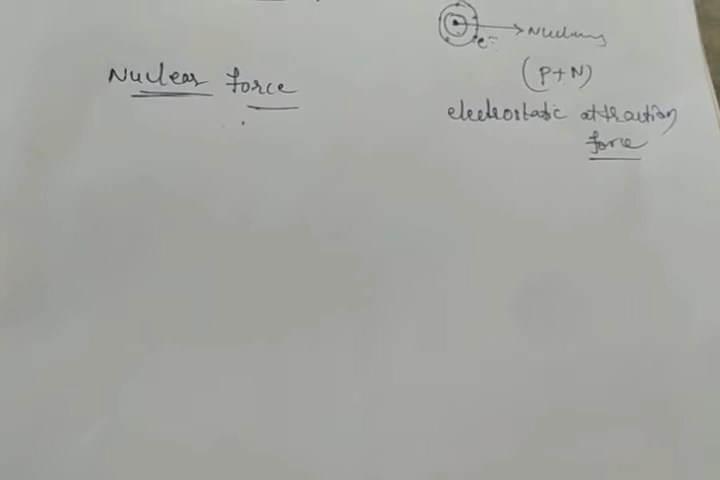 Nuclear force
Nucleus
e-
(P+N)
electrostatic attraction
force